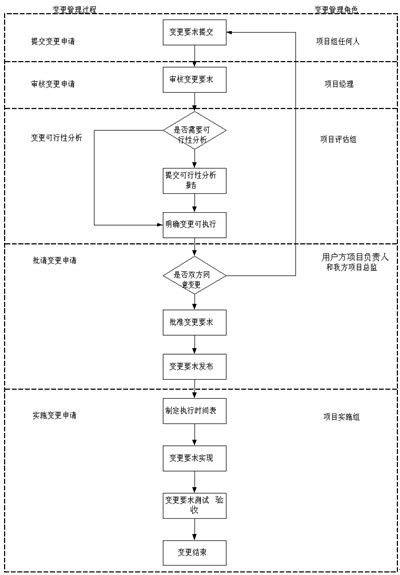 变更管理过程 变更管理角色
变更要求提交
提交变更申请 项目组任何人
审核变更申请 审核变更要求 项目经理
是否需要可
行性分析
变更可行性分析 项目评估组
提交可行性分析
报告
明确变更可执行
用户方项目负责人
批请变更申请 和我方项目总监
是否双方同
意变更
批准变更要求
变更要求发布
制定执行时间表
实施变更申请 项目实施组
变更要求实现
变更要求测试 验
收
变更结束